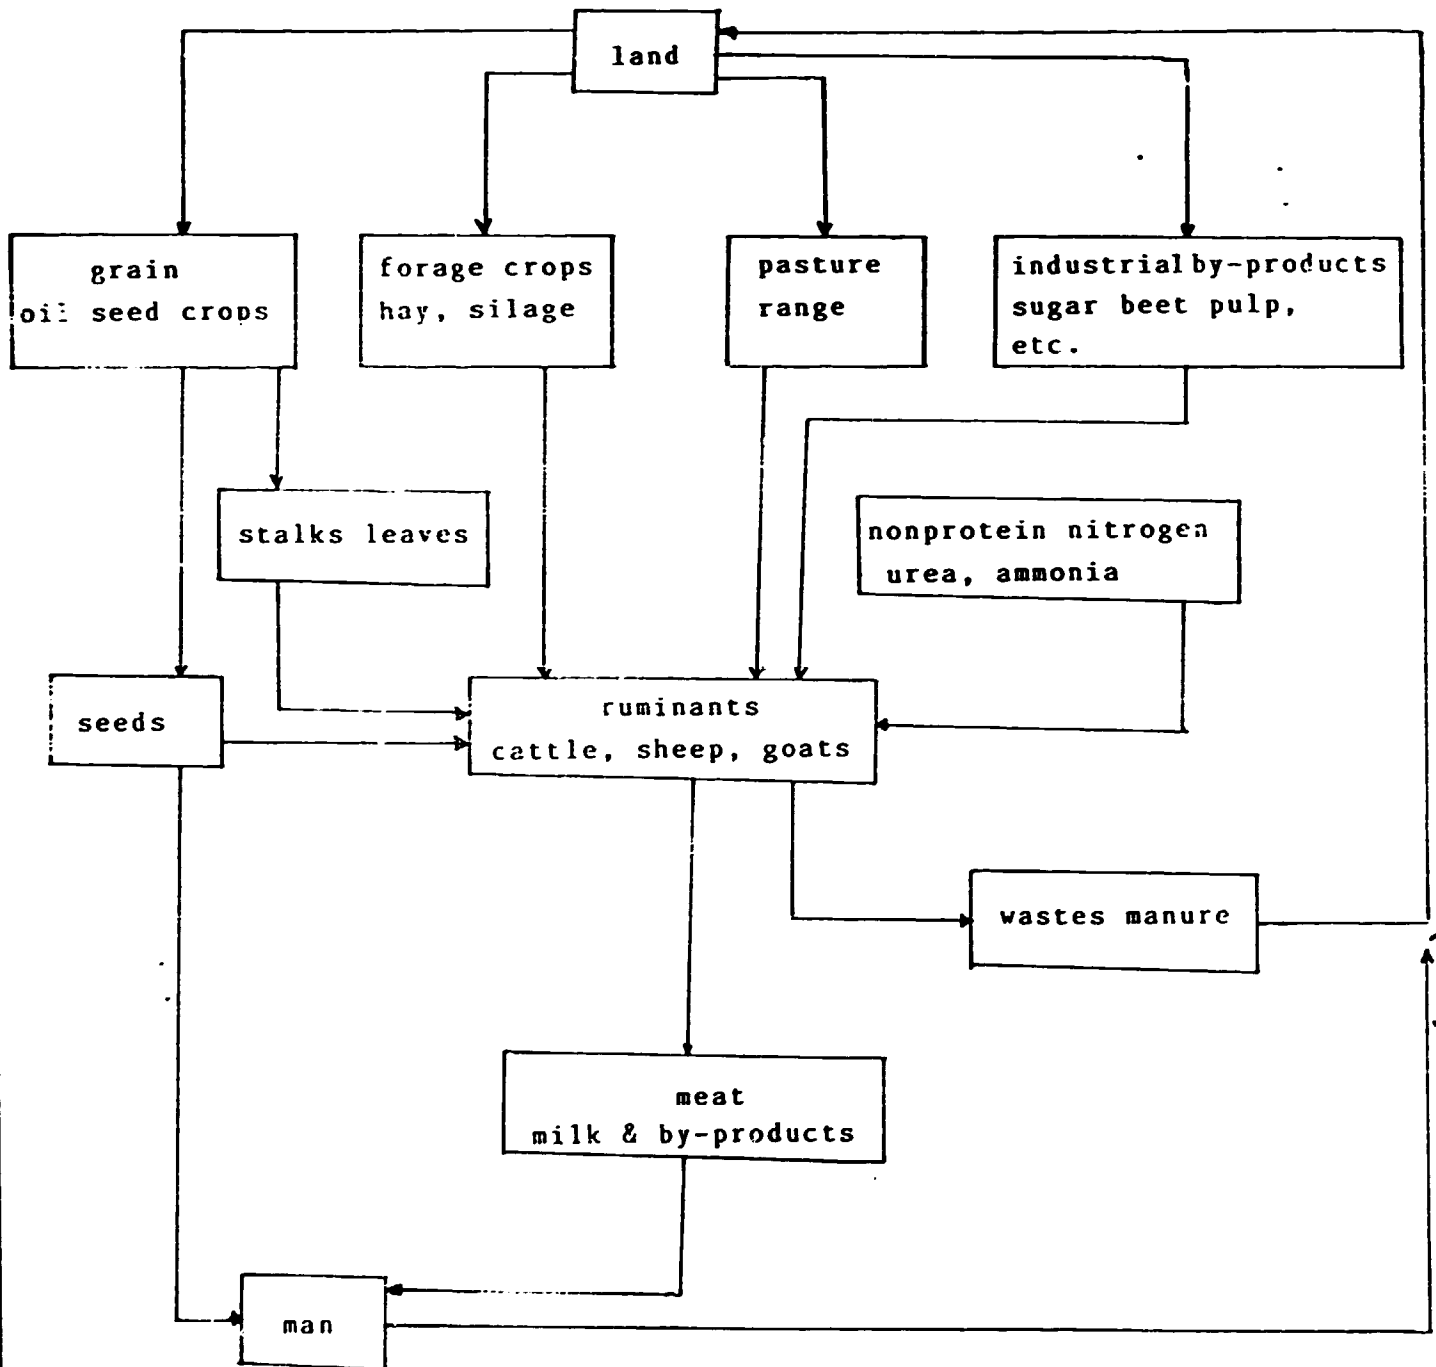 land
grain
oil seed crops
forage crops
hay, silage
pasture
range
industrial by-products
sugar beet pulp,
etc.
stalks leaves
nonprotein nitrogen
urea, ammonia
seeds
ruminants
cattle, sheep, goats
wastes manure
meat
milk & by-products
man